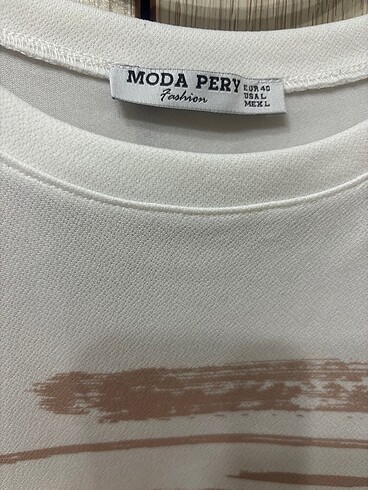 MODA PERY
Fashion
EUR 40
USA L
MEX L